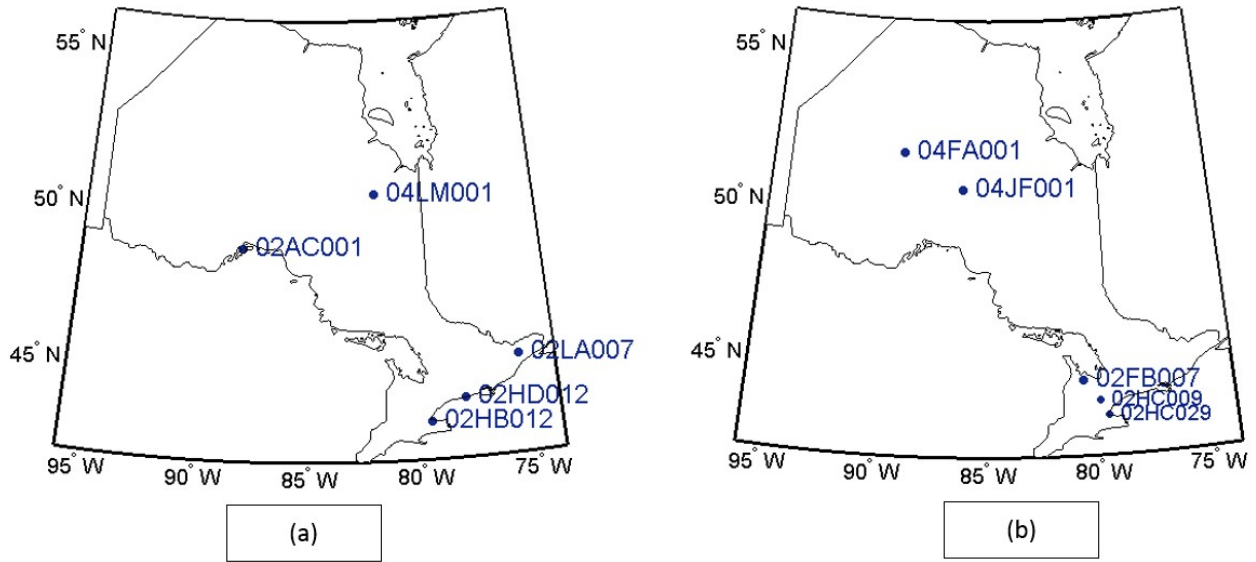 55° N
50° N
45° N
95° W
90° W
85° W
80° W
75° W
04LM001
02AC001
02LA007
02HD012
02HB012
(a)
55° N
50° N
45° N
95° W
90° W
85° W
80° W
75° W
04FA001
04JF001
02FB007
02HC009
02HC029
(b)